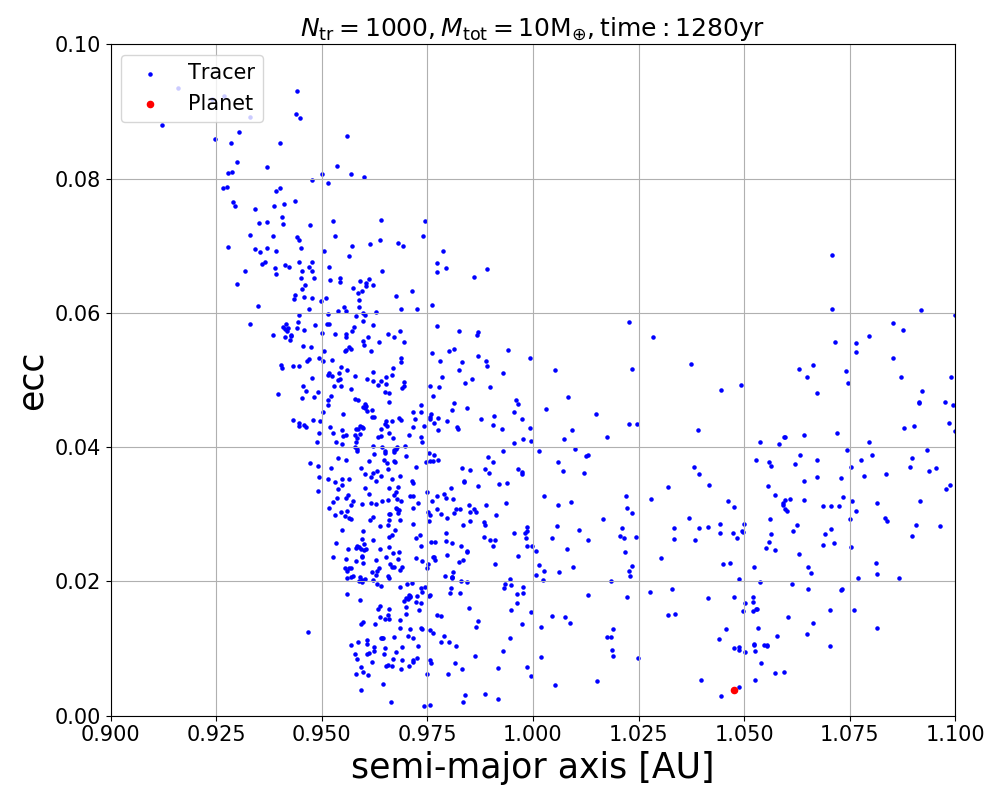 N_tr = 1000, M_tot = 10M_⊕, time : 1280yr
0.10
0.08
0.06
0.04
0.02
0.00
ecc
Tracer
Planet
0.900 0.925 0.950 0.975 1.000 1.025 1.050 1.075 1.100
semi-major axis [AU]